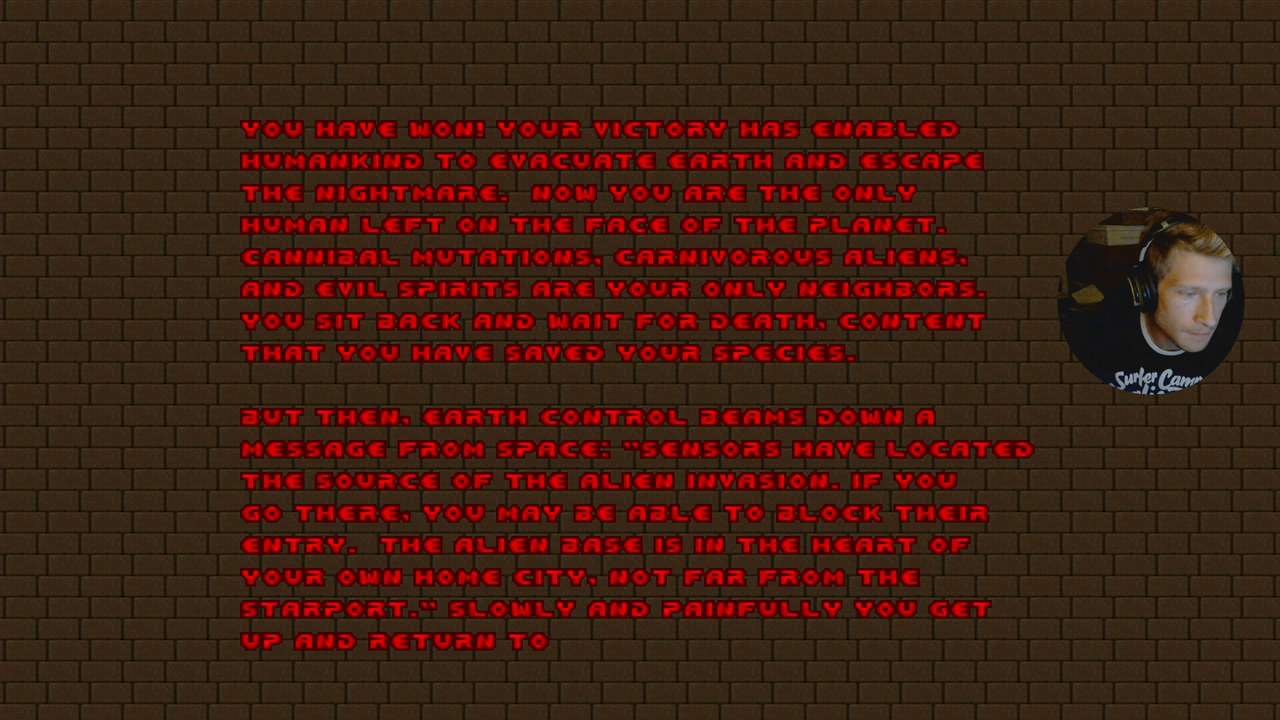 YOU HAVE WON! YOUR VICTORY HAS ENABLED
HUMANKIND TO EVACUATE EARTH AND ESCAPE
THE NIGHTMARE.  NOW YOU ARE THE ONLY
HUMAN LEFT ON THE FACE OF THE PLANET.
CANNIBAL MUTATIONS, CARNIVOROUS ALIENS,
AND EVIL SPIRITS ARE YOUR ONLY NEIGHBORS.
YOU SIT BACK AND WAIT FOR DEATH, CONTENT
THAT YOU HAVE SAVED YOUR SPECIES.
BUT THEN, EARTH CONTROL BEAMS DOWN A
MESSAGE FROM SPACE: "SENSORS HAVE LOCATED
THE SOURCE OF THE ALIEN INVASION. IF YOU
GO THERE, YOU MAY BE ABLE TO BLOCK THEIR
ENTRY.  THE ALIEN BASE IS IN THE HEART OF
YOUR OWN HOME CITY, NOT FAR FROM THE
STARPORT." SLOWLY AND PAINFULLY YOU GET
UP AND RETURN TO
Surfer Camp